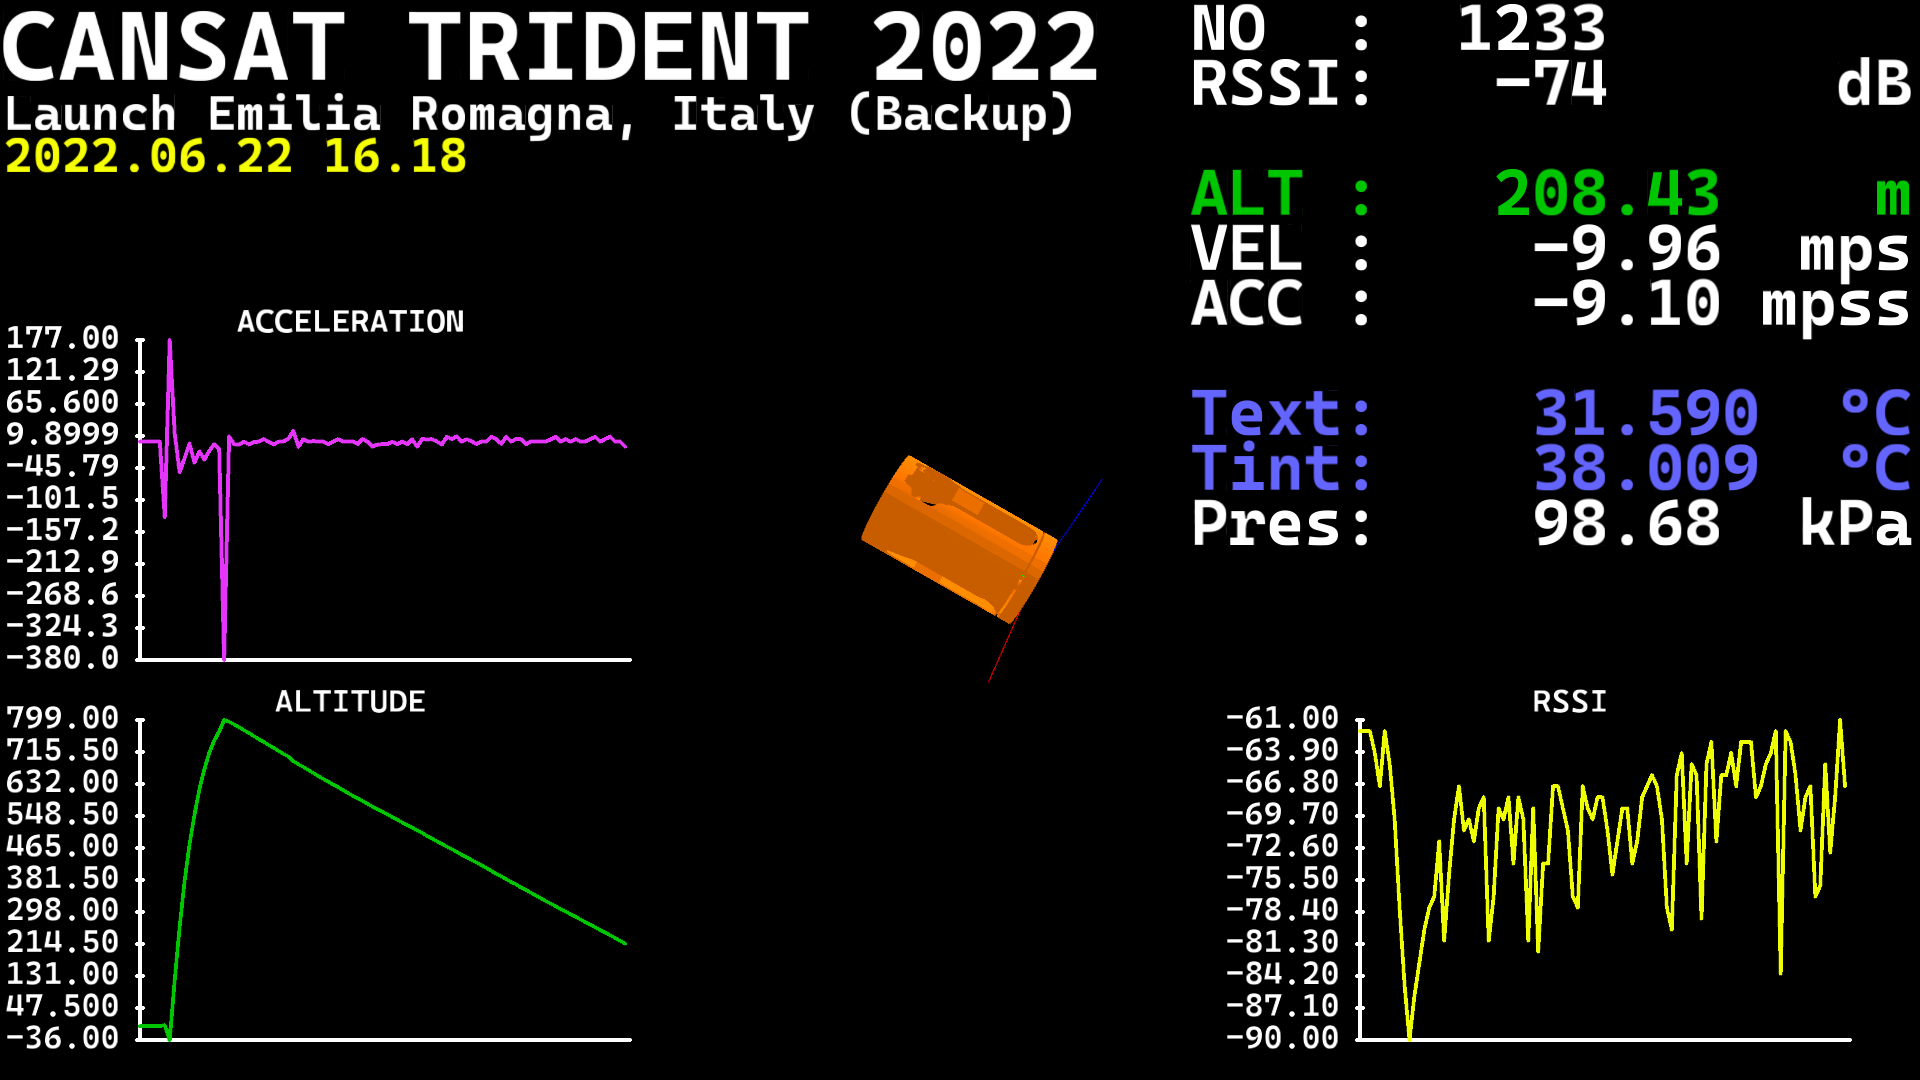 CANSAT TRIDENT 2022
Launch Emilia Romagna, Italy (Backup)
2022.06.22 16.18
NO : 1233
RSSI: -74 dB
ALT : 208.43 m
VEL : -9.96 mps
ACC : -9.10 mpss
Text: 31.590 °C
Tint: 38.009 °C
Pres: 98.68 kPa
ACCELERATION
177.00
121.29
65.600
9.8999
-45.79
-101.5
-157.2
-212.9
-268.6
-324.3
-380.0
ALTITUDE
799.00
715.50
632.00
548.50
465.00
381.50
298.00
214.50
131.00
47.500
-36.00
RSSI
-61.00
-63.90
-66.80
-69.70
-72.60
-75.50
-78.40
-81.30
-84.20
-87.10
-90.00